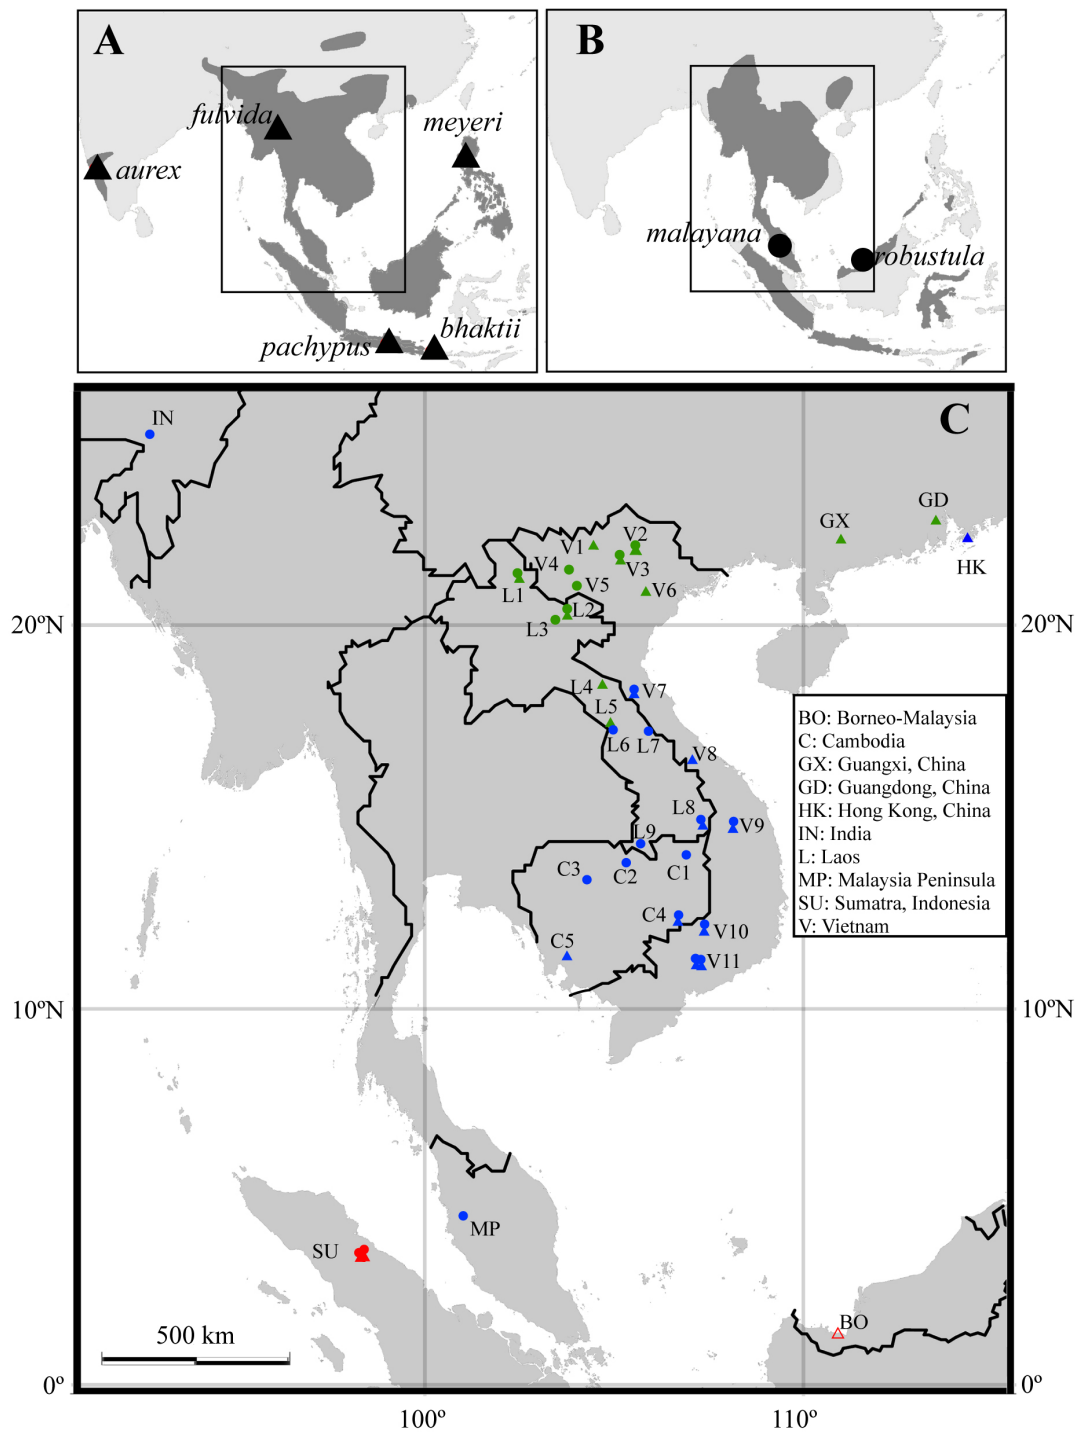 A
fulvida
meyeri
aurex
bhaktii
pachypus
B
malayana
robustula
C
IN
GD
GX
HK
V1
V2
V3
V4
V5
V6
L1
L2
L3
20ºN
20ºN
L4
V7
L5
L6
L7
V8
L8
V9
L9
C3
C2
C1
C4
V10
C5
V11
BO: Borneo-Malaysia
C: Cambodia
GX: Guangxi, China
GD: Guangdong, China
HK: Hong Kong, China
IN: India
L: Laos
MP: Malaysia Peninsula
SU: Sumatra, Indonesia
V: Vietnam
10ºN
10ºN
MP
SU
BO
500 km
0º
0º
100º
110º